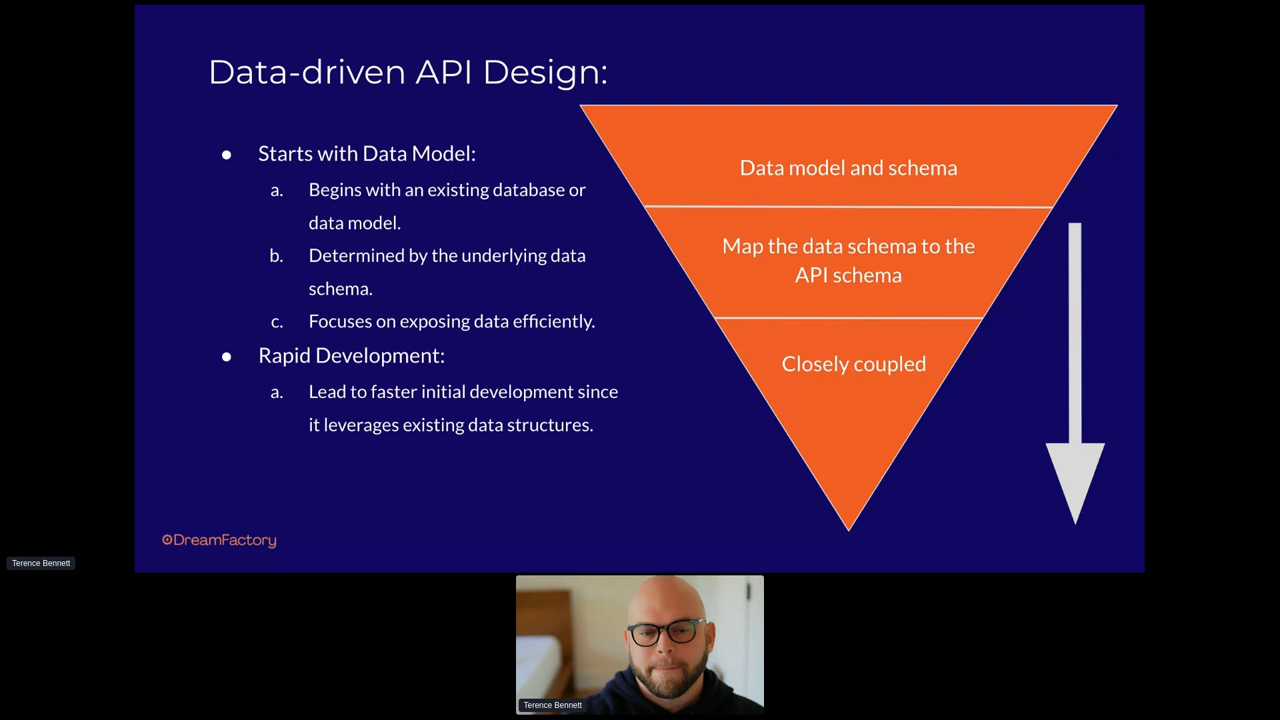 Data-driven API Design:
● Starts with Data Model:
a. Begins with an existing database or
data model.
b. Determined by the underlying data
schema.
c. Focuses on exposing data efficiently.
● Rapid Development:
a. Lead to faster initial development since
it leverages existing data structures.
Data model and schema
Map the data schema to the
API schema
Closely coupled
DreamFactory
Terence Bennett
Terence Bennett